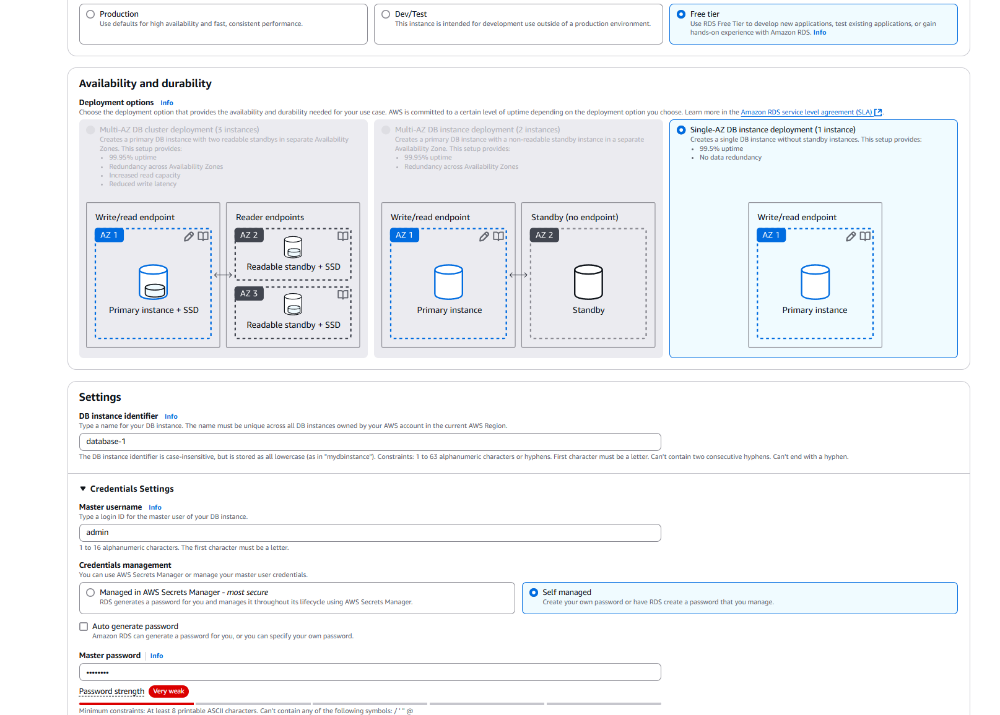 Production
Use defaults for high availability and fast, consistent performance.
Dev/Test
This instance is intended for development use outside of a production environment.
Free tier
Use RDS Free Tier to develop new applications, test existing applications, or gain
hands-on experience with Amazon RDS. Info
Availability and durability
Deployment options Info
Choose the deployment option that provides the availability and durability needed for your use case. AWS is committed to a certain level of uptime depending on the deployment option you choose. Learn more in the Amazon RDS service level agreement (SLA).
Multi-AZ DB cluster deployment (3 instances)
Creates a primary DB instance with two readable standbys in separate Availability
Zones. This setup provides:
• 99.95% uptime
• Redundancy across Availability Zones
• Increased read capacity
• Reduced write latency
Write/read endpoint
AZ 1
Primary instance + SSD
Reader endpoints
AZ 2
Readable standby + SSD
AZ 3
Readable standby + SSD
Multi-AZ DB instance deployment (2 instances)
Creates a primary DB instance with a non-readable standby instance in a separate
Availability Zone. This setup provides:
• 99.95% uptime
• Redundancy across Availability Zones
Write/read endpoint
AZ 1
Primary instance
Standby (no endpoint)
AZ 2
Standby
Single-AZ DB instance deployment (1 instance)
Creates a single DB instance without standby instances. This setup provides:
• 99.5% uptime
• No data redundancy
Write/read endpoint
AZ 1
Primary instance
Settings
DB instance identifier Info
Type a name for your DB instance. The name must be unique across all DB instances owned by your AWS account in the current AWS Region.
database-1
The DB instance identifier is case-insensitive, but is stored as all lowercase (as in "mydbinstance"). Constraints: 1 to 63 alphanumeric characters or hyphens. First character must be a letter. Can't contain two consecutive hyphens. Can't end with a hyphen.
Credentials Settings
Master username Info
Type a login ID for the master user of your DB instance.
admin
1 to 16 alphanumeric characters. The first character must be a letter.
Credentials management
You can use AWS Secrets Manager or manage your master user credentials.
Managed in AWS Secrets Manager - most secure
RDS generates a password for you and manages it throughout its lifecycle using AWS Secrets Manager.
Self managed
Create your own password or have RDS create a password that you manage.
Auto generate password
Amazon RDS can generate a password for you, or you can specify your own password.
Master password Info
••••••••
Password strength Very weak
Minimum constraints: At least 8 printable ASCII characters. Can't contain any of the following symbols: / ' " @